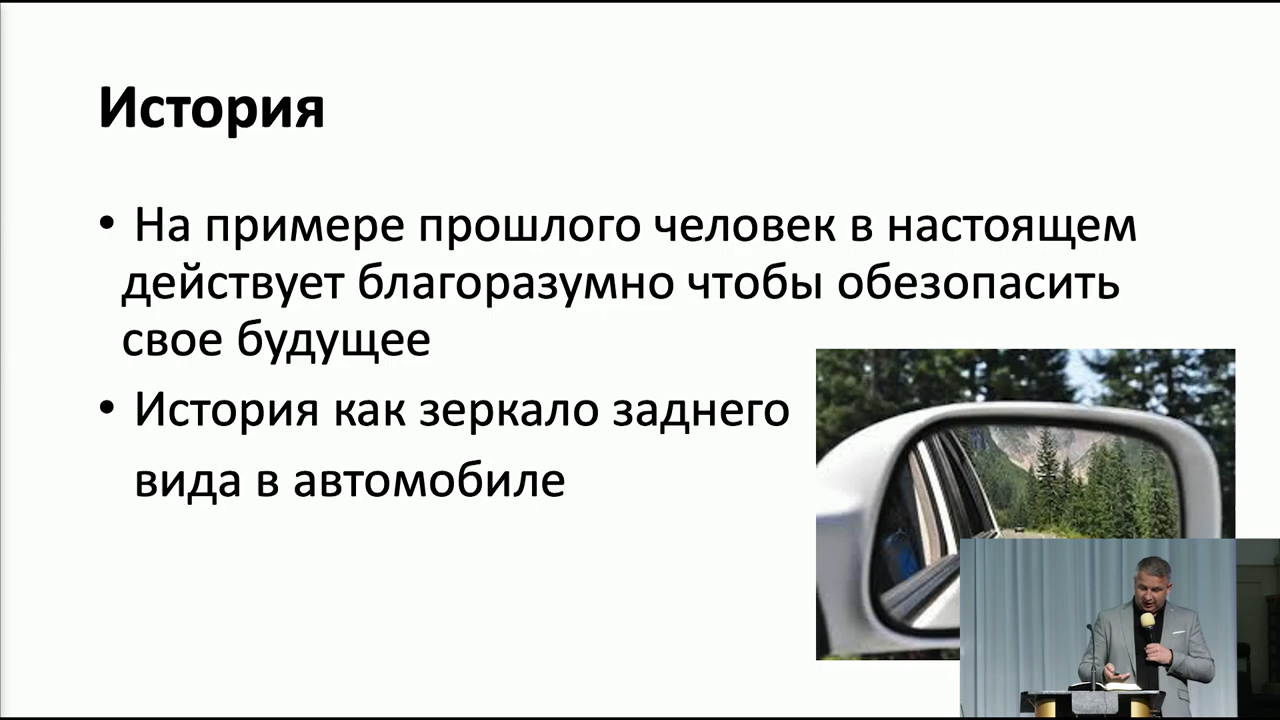 История
• На примере прошлого человек в настоящем
действует благоразумно чтобы обезопасить
свое будущее
• История как зеркало заднего
вида в автомобиле